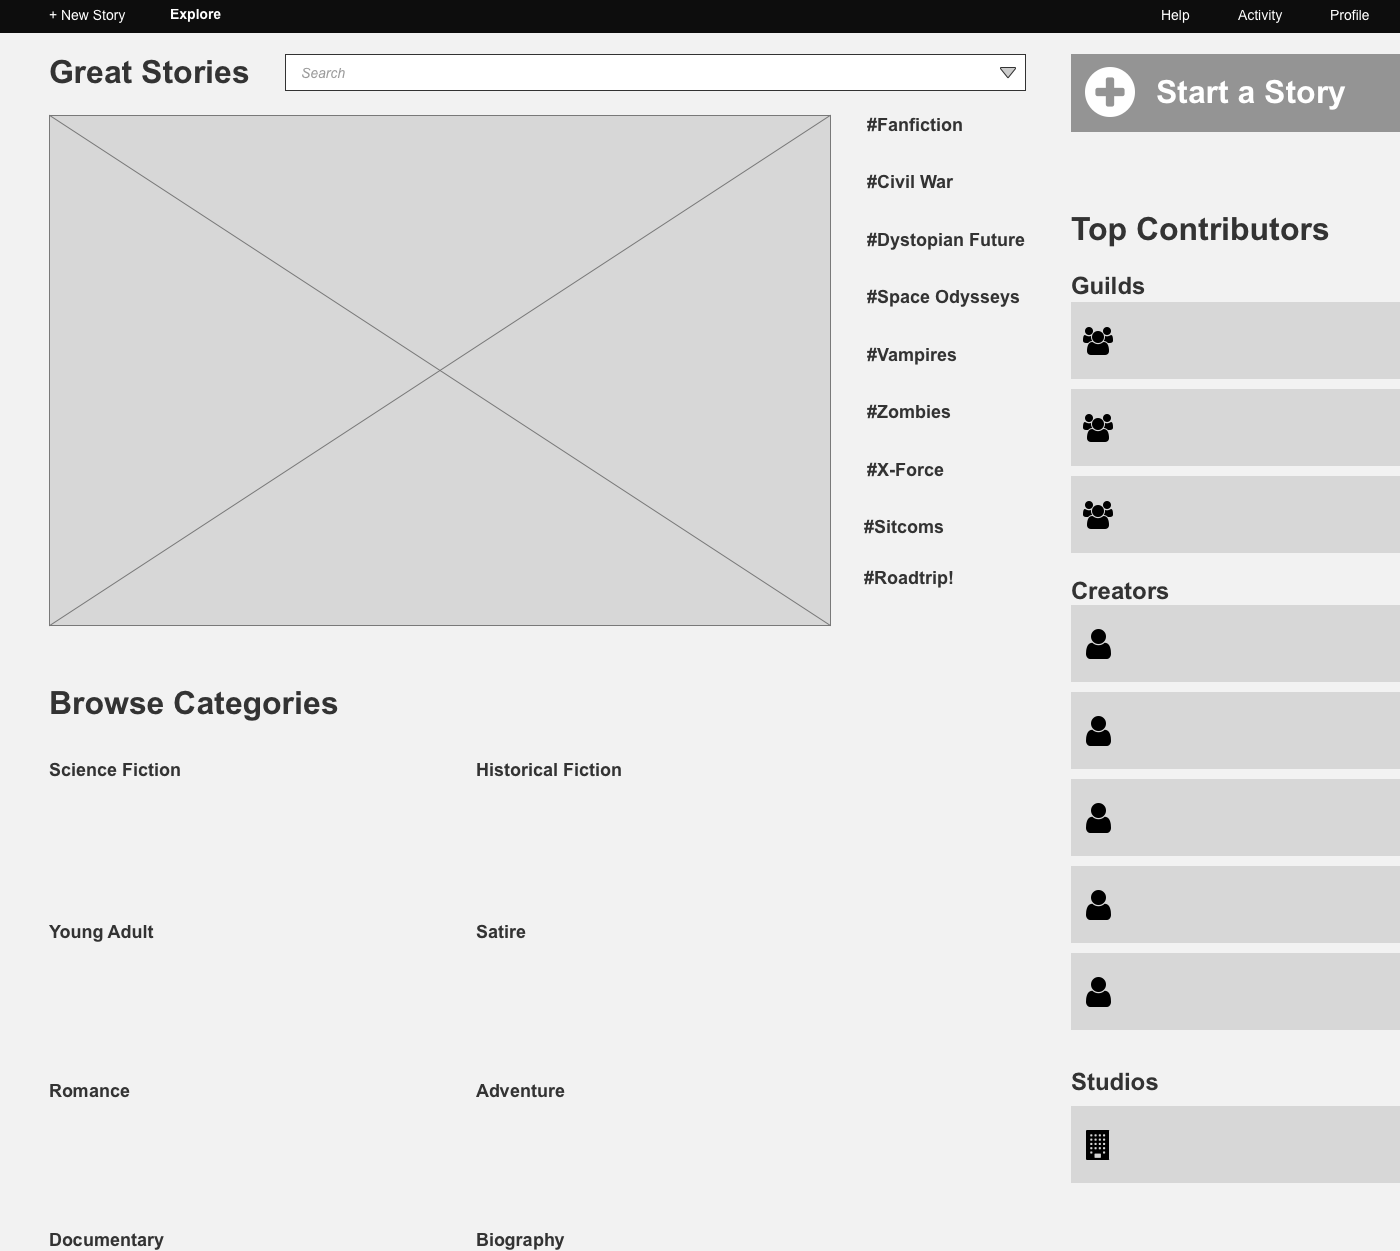 + New Story
Explore
Help
Activity
Profile
Great Stories
Search
Start a Story
#Fanfiction
#Civil War
#Dystopian Future
#Space Odysseys
#Vampires
#Zombies
#X-Force
#Sitcoms
#Roadtrip!
Top Contributors
Guilds
Creators
Studios
Browse Categories
Science Fiction
Historical Fiction
Young Adult
Satire
Romance
Adventure
Documentary
Biography